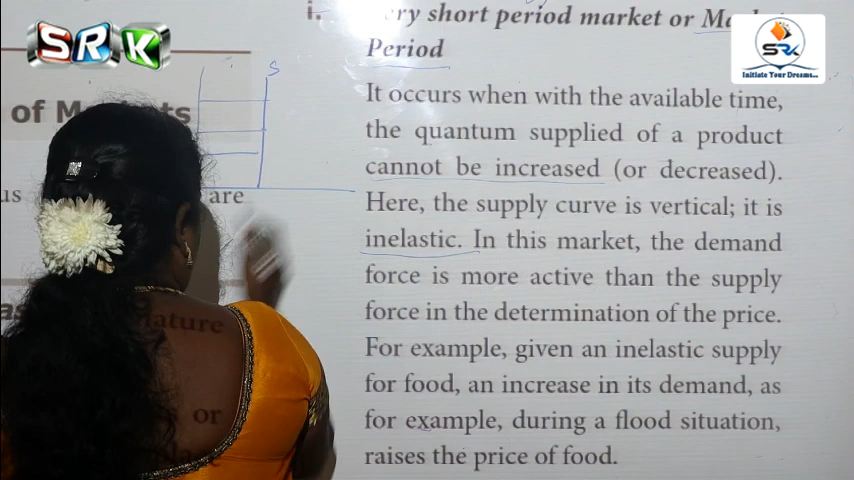 SRK
SRK
Initiate Your Dreams...
i. ery short period market or Ma
Period
It occurs when with the available time,
the quantum supplied of a product
cannot be increased (or decreased).
Here, the supply curve is vertical; it is
inelastic. In this market, the demand
force is more active than the supply
force in the determination of the price.
For example, given an inelastic supply
for food, an increase in its demand, as
for example, during a flood situation,
raises the price of food.
S
of M ts
us are
ature
or